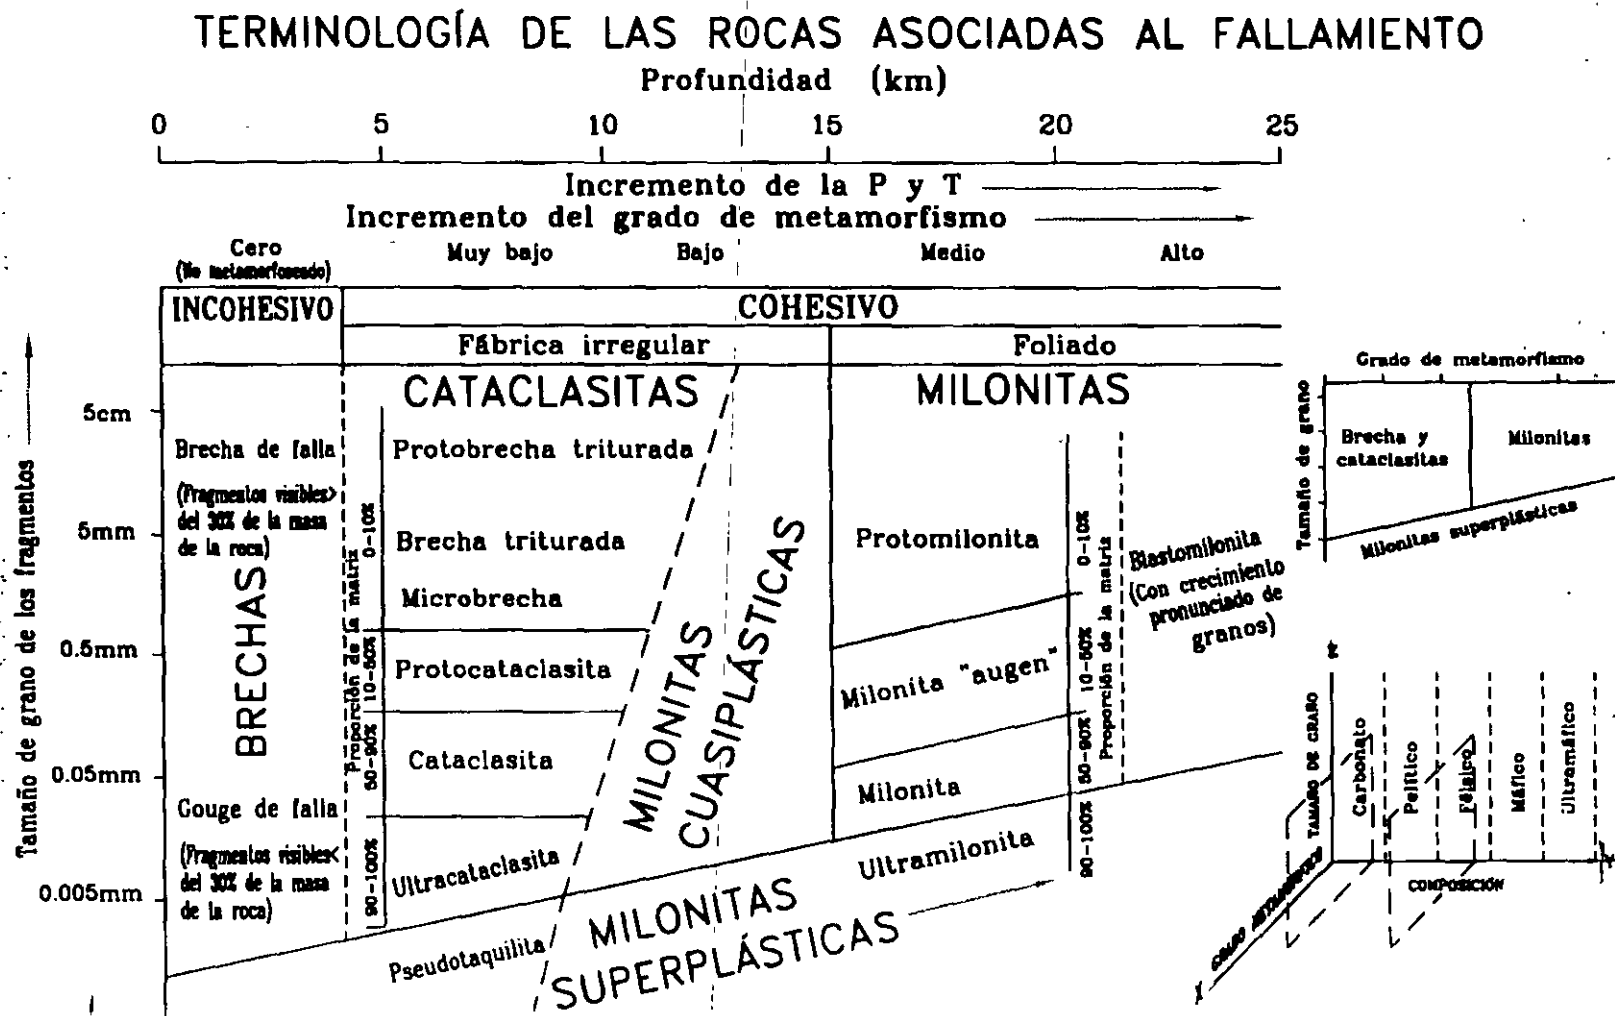 TERMINOLOGÍA DE LAS ROCAS ASOCIADAS AL FALLAMIENTO
Profundidad (km)
0 5 10 15 20 25
Incremento de la P y T
Incremento del grado de metamorfismo
Cero Muy bajo Bajo Medio Alto
(No metamorfoseado)
INCOHESIVO COHESIVO
Fábrica irregular Foliado
CATACLASITAS MILONITAS
Tamaño de grano de los fragmentos
5cm
5mm
0.5mm
0.05mm
0.005mm
Brecha de falla
(Fragmentos visibles>
del 30% de la masa
de la roca)
BRECHAS
Gouge de falla
(Fragmentos visibles<
del 30% de la masa
de la roca)
Proporción de la matriz
0-10%
10-50%
50-90%
90-100%
Protobrecha triturada
Brecha triturada
Microbrecha
Protocataclasita
Cataclasita
Ultracataclasita
Pseudotaquilita
MILONITAS
CUASIPLÁSTICAS
MILONITAS
SUPERPLÁSTICAS
Protomilonita
Milonita "augen"
Milonita
Ultramilonita
0-10%
10-50%
50-90%
90-100%
Proporción de la matriz
Blastomilonita
(Con crecimiento
pronunciado de
granos)
Grado de metamorfismo
Tamaño de grano
Brecha y
cataclasitas
Milonitas
Milonitas superplásticas
TAMAÑO DE GRANO
Carbonato
Pelítico
Félsico
Máfico
Ultramáfico
COMPOSICIÓN
GRADO METAMORFICO
X
Y